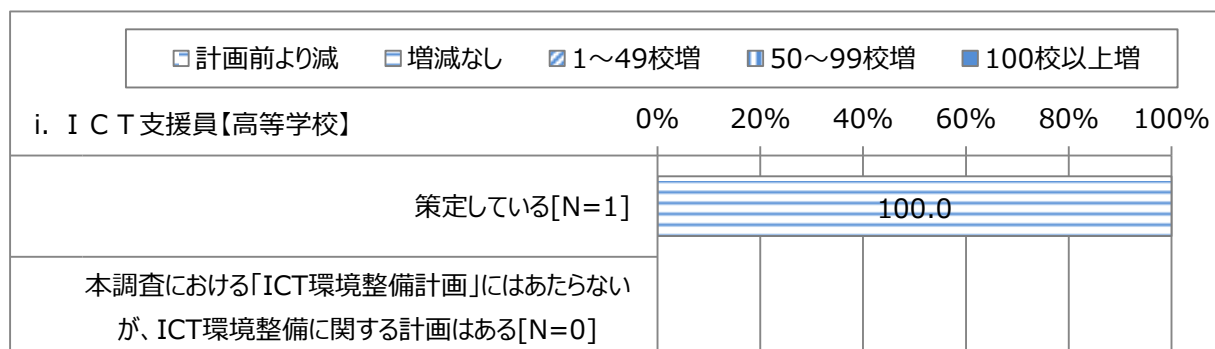 計画前より減 増減なし 1～49校増 50～99校増 100校以上増
i. ＩＣＴ支援員【高等学校】 0% 20% 40% 60% 80% 100%
策定している[N=1] 100.0
本調査における「ICT環境整備計画」にはあたらない
が、ICT環境整備に関する計画はある[N=0]